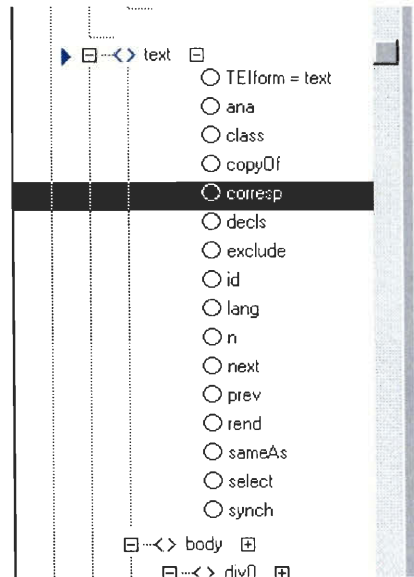 text
TEIform = text
ana
class
copyOf
corresp
decls
exclude
id
lang
n
next
prev
rend
sameAs
select
synch
body
div0